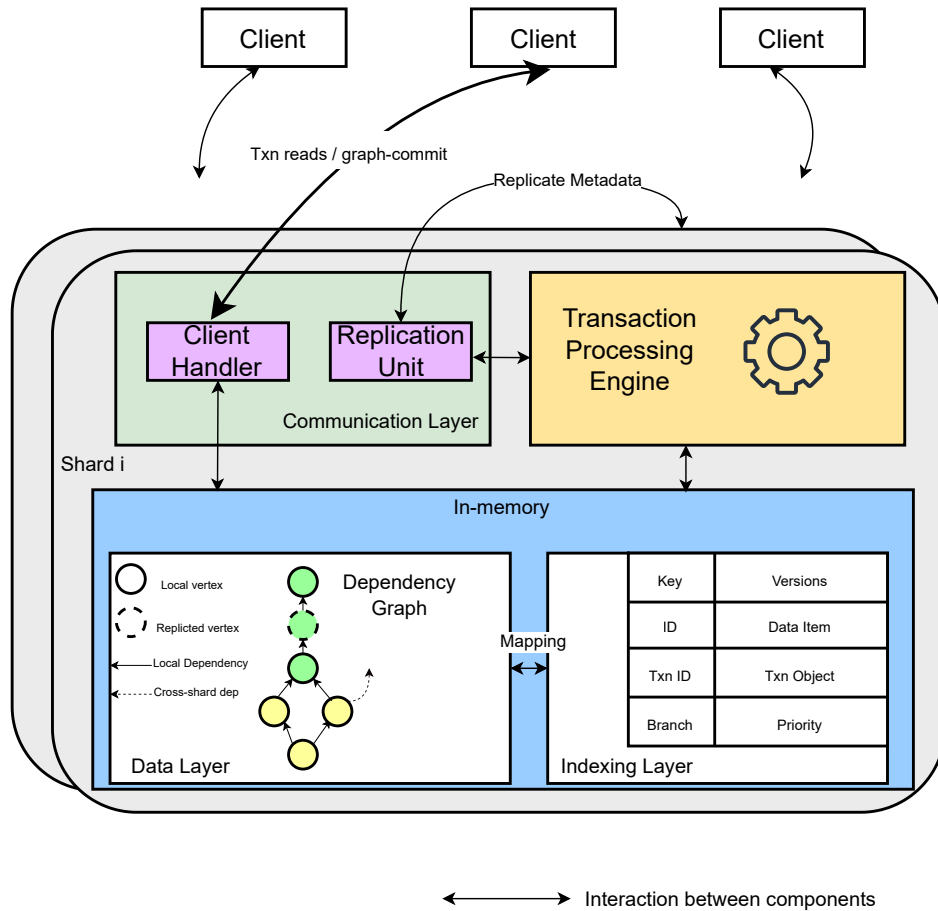 Client
Client
Client
Txn reads / graph-commit
Replicate Metadata
Client
Handler
Replication
Unit
Communication Layer
Transaction
Processing
Engine
Shard i
In-memory
Local vertex
Replicted vertex
Local Dependency
Cross-shard dep
Dependency
Graph
Data Layer
Mapping
Key
Versions
ID
Data Item
Txn ID
Txn Object
Branch
Priority
Indexing Layer
Interaction between components